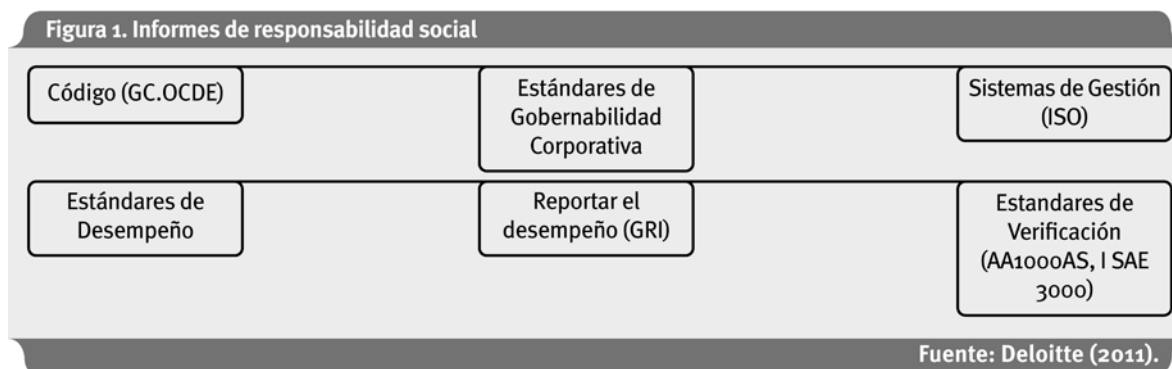 Figura 1. Informes de responsabilidad social
Código (GC.OCDE)
Estándares de
Gobernabilidad
Corporativa
Sistemas de Gestión
(ISO)
Estándares de
Desempeño
Reportar el
desempeño (GRI)
Estandares de
Verificación
(AA1000AS, I SAE
3000)
Fuente: Deloitte (2011).